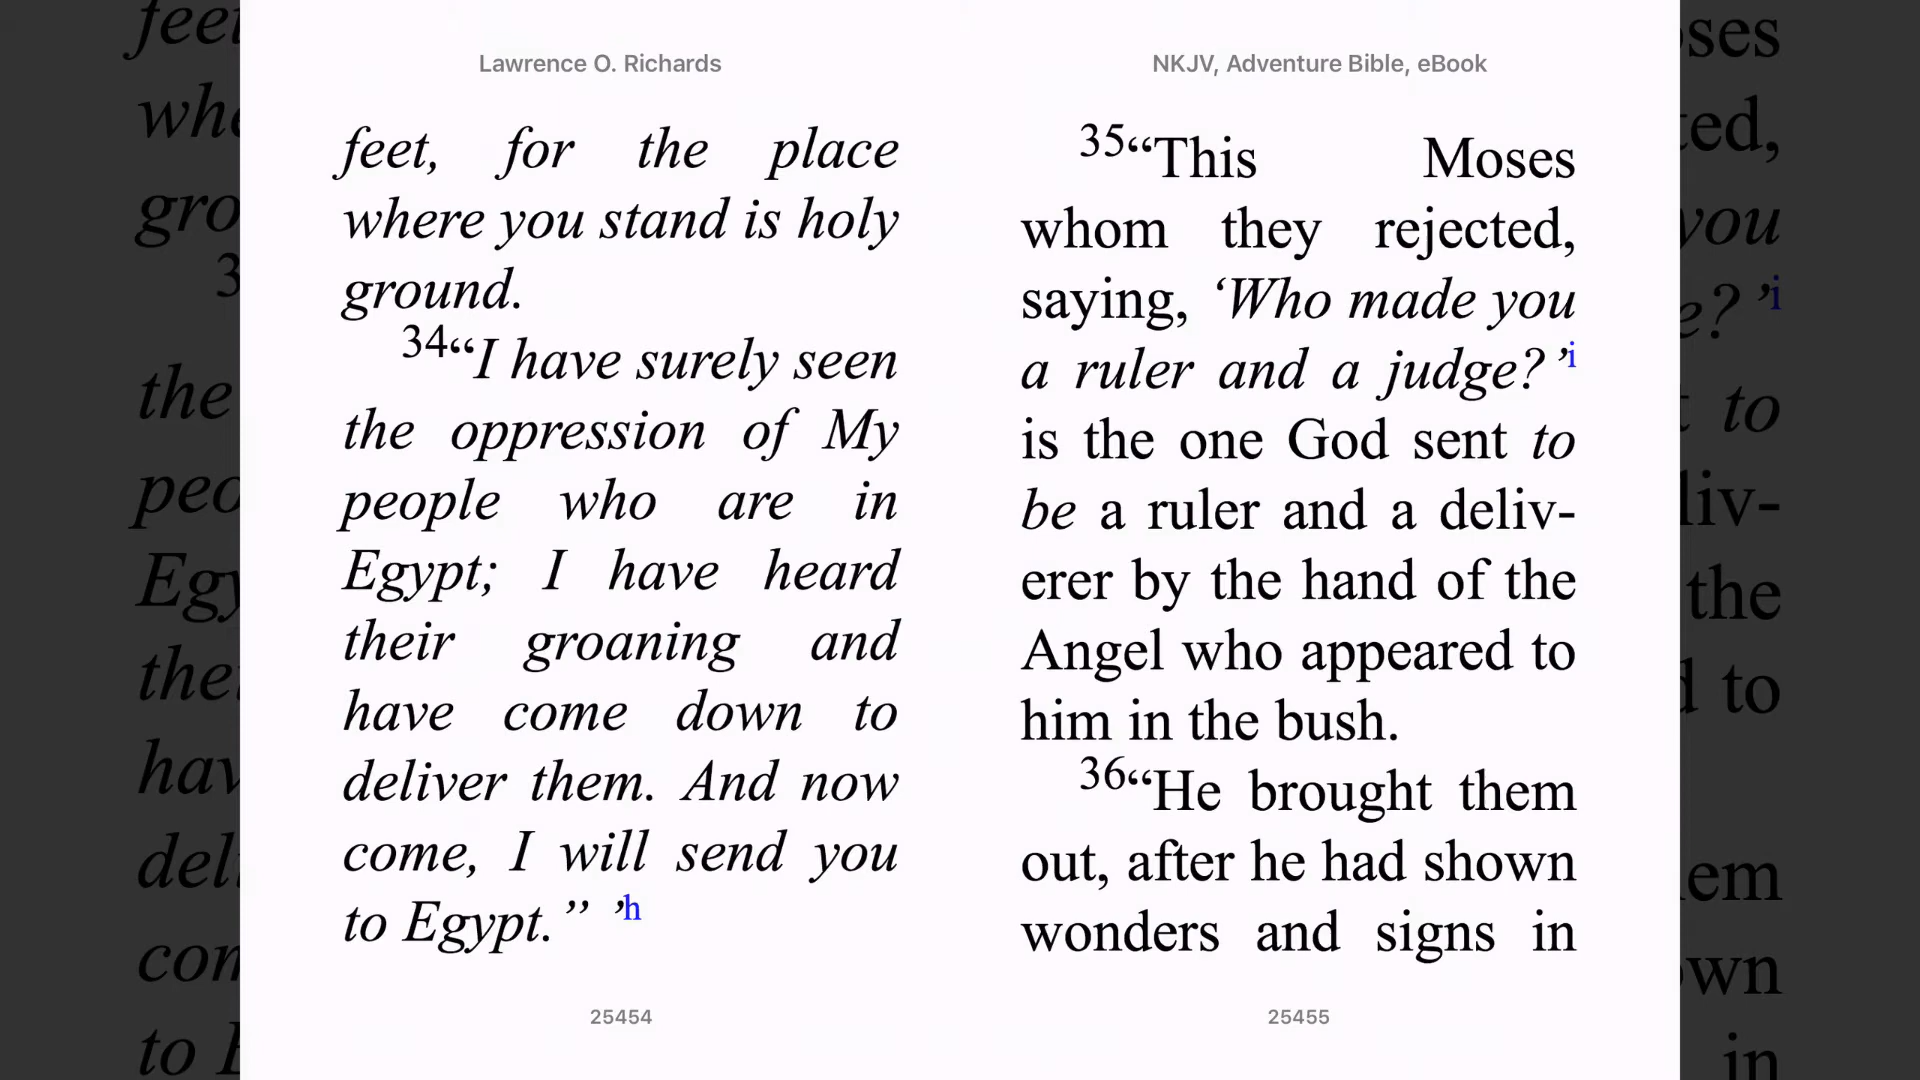 Lawrence O. Richards
feet, for the place
where you stand is holy
ground.
34“I have surely seen
the oppression of My
people who are in
Egypt; I have heard
their groaning and
have come down to
deliver them. And now
come, I will send you
to Egypt.” ’h
25454
NKJV, Adventure Bible, eBook
35“This Moses
whom they rejected,
saying, ‘Who made you
a ruler and a judge? ’i
is the one God sent to
be a ruler and a deliv-
erer by the hand of the
Angel who appeared to
him in the bush.
36“He brought them
out, after he had shown
wonders and signs in
25455